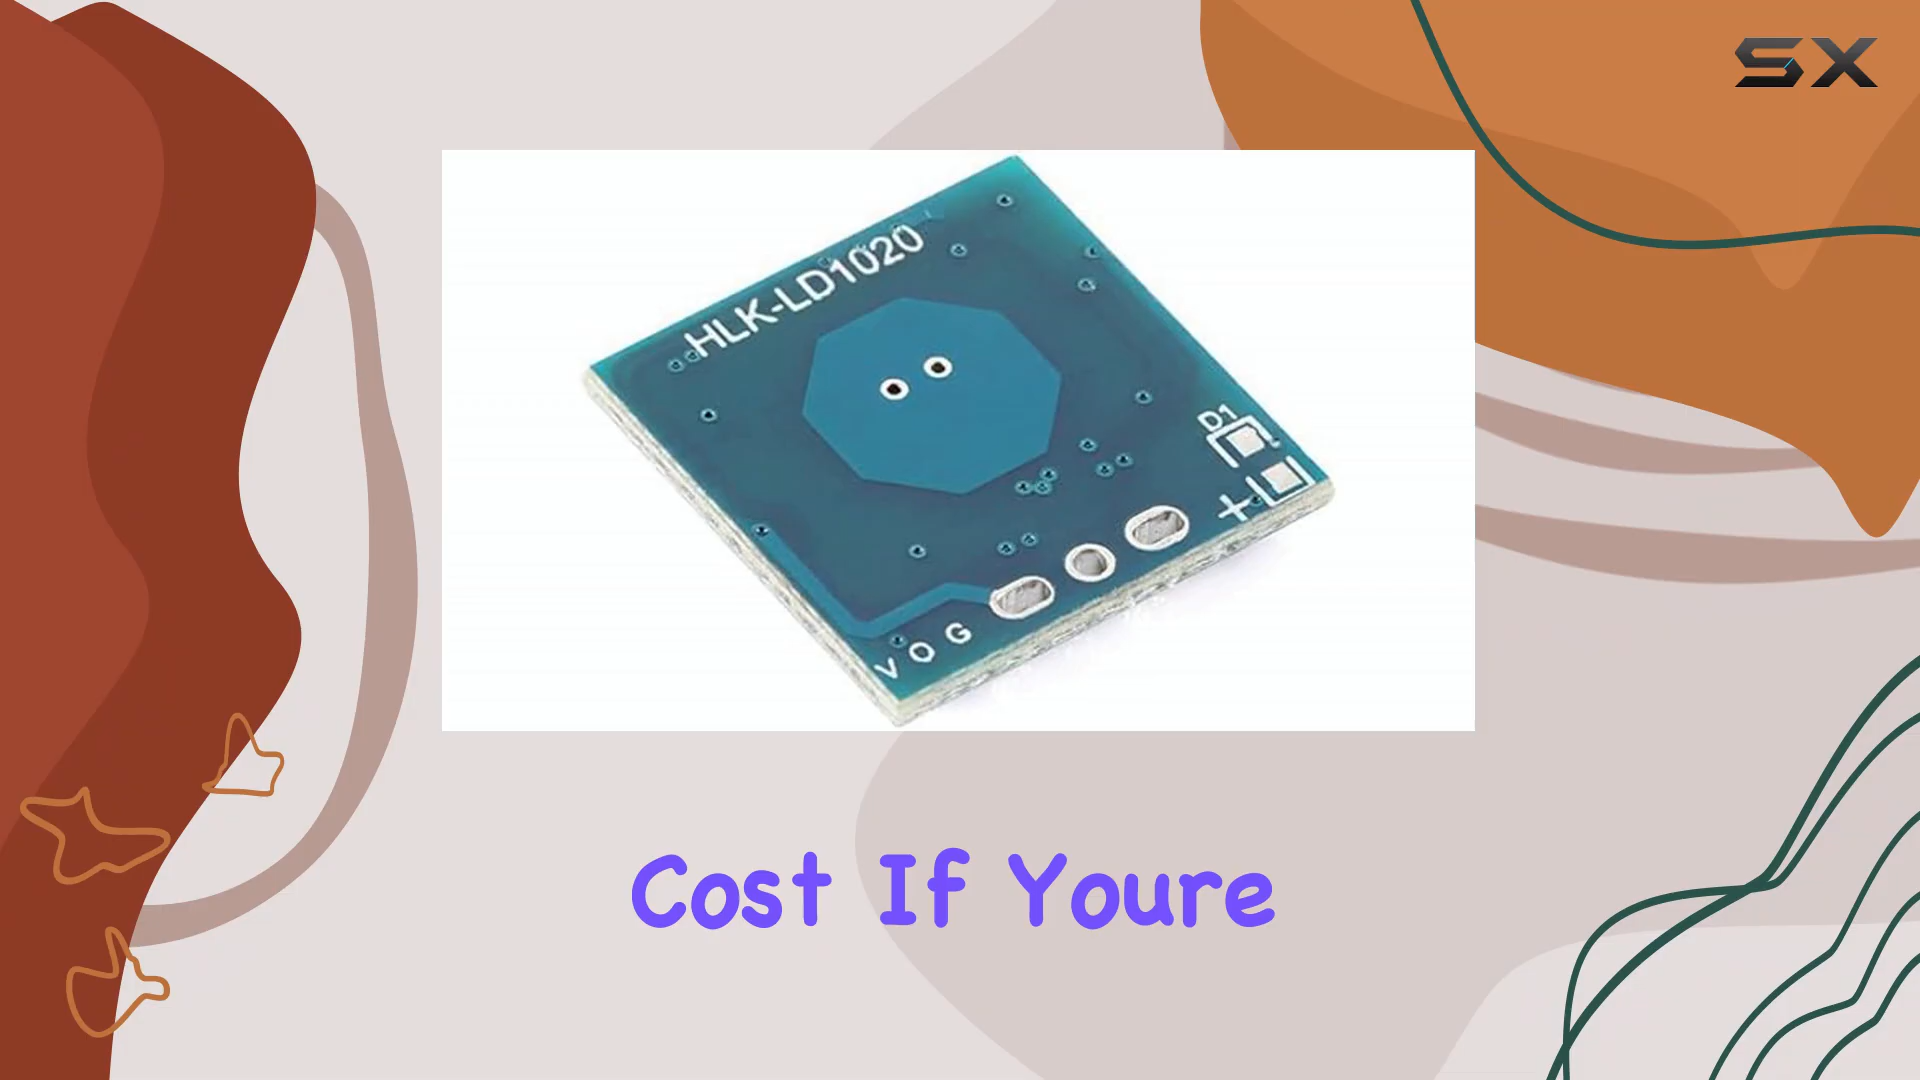 SX
HLK-LD1020
D1
+
V O G
Cost If Youre